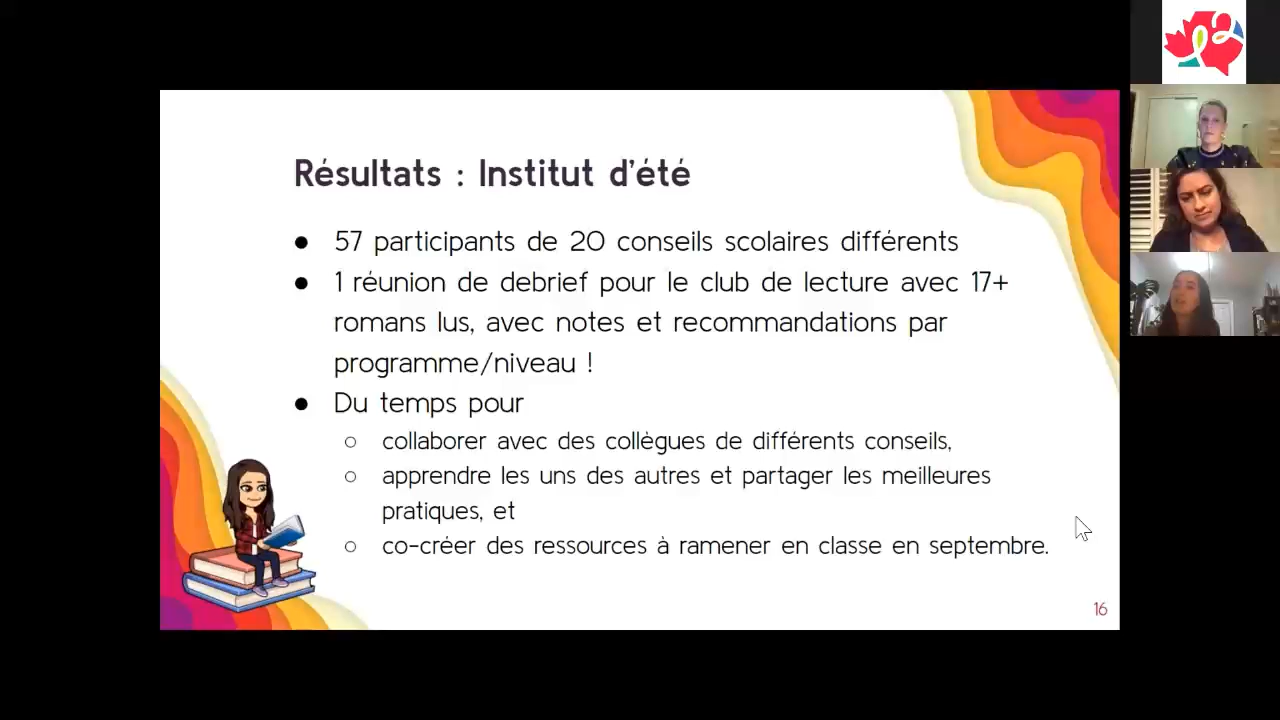 Résultats : Institut d'été
● 57 participants de 20 conseils scolaires différents
● 1 réunion de debrief pour le club de lecture avec 17+
romans lus, avec notes et recommandations par
programme/niveau !
● Du temps pour
○ collaborer avec des collègues de différents conseils,
○ apprendre les uns des autres et partager les meilleures
pratiques, et
○ co-créer des ressources à ramener en classe en septembre.
16